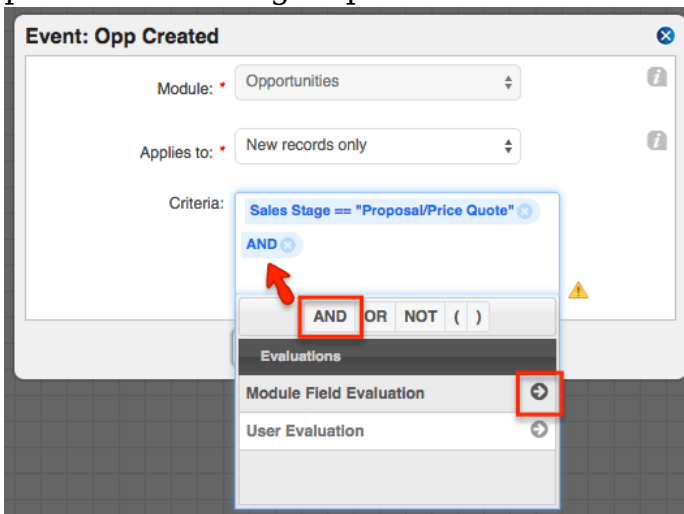 Event: Opp Created
Module: * Opportunities
Applies to: * New records only
Criteria: Sales Stage == "Proposal/Price Quote"
AND
AND OR NOT ( )
Evaluations
Module Field Evaluation
User Evaluation